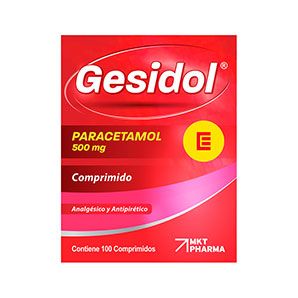 Gesidol®
PARACETAMOL
500 mg
E
Comprimido
Analgésico y Antipirético
Contiene 100 Comprimidos
MKT
PHARMA